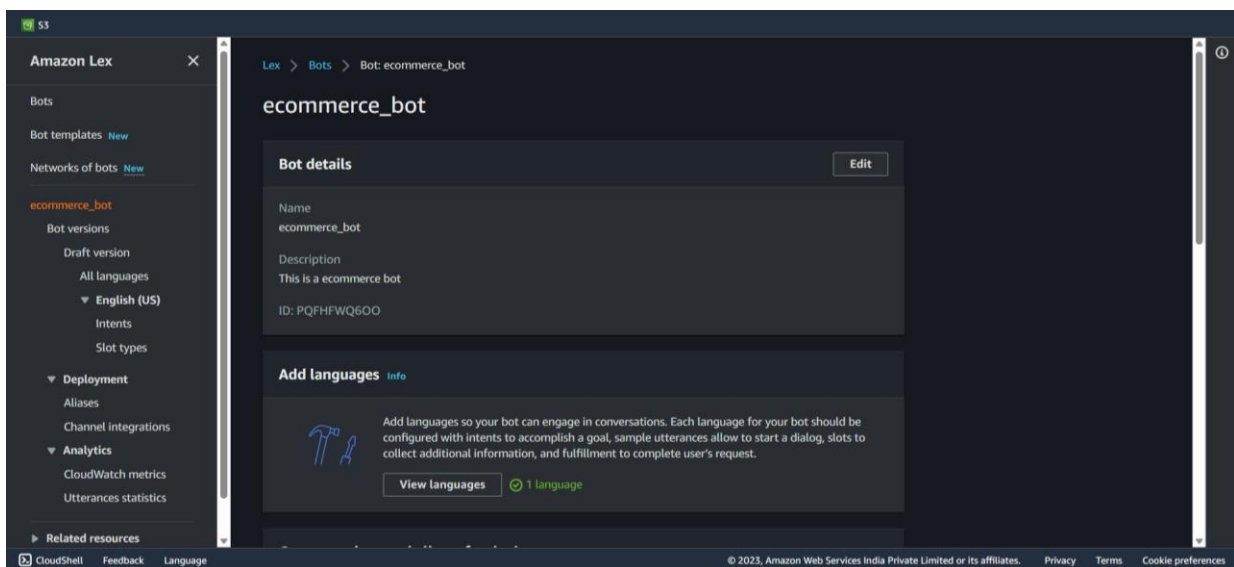 S3
Amazon Lex
Bots
Bot templates New
Networks of bots New
ecommerce_bot
Bot versions
Draft version
All languages
English (US)
Intents
Slot types
Deployment
Aliases
Channel integrations
Analytics
CloudWatch metrics
Utterances statistics
Related resources
Lex > Bots > Bot: ecommerce_bot
ecommerce_bot
Bot details
Edit
Name
ecommerce_bot
Description
This is a ecommerce bot
ID: PQFHFWQ6OO
Add languages Info
Add languages so your bot can engage in conversations. Each language for your bot should be
configured with intents to accomplish a goal, sample utterances allow to start a dialog, slots to
collect additional information, and fulfillment to complete user's request.
View languages 1 language
CloudShell Feedback Language © 2023, Amazon Web Services India Private Limited or its affiliates. Privacy Terms Cookie preferences